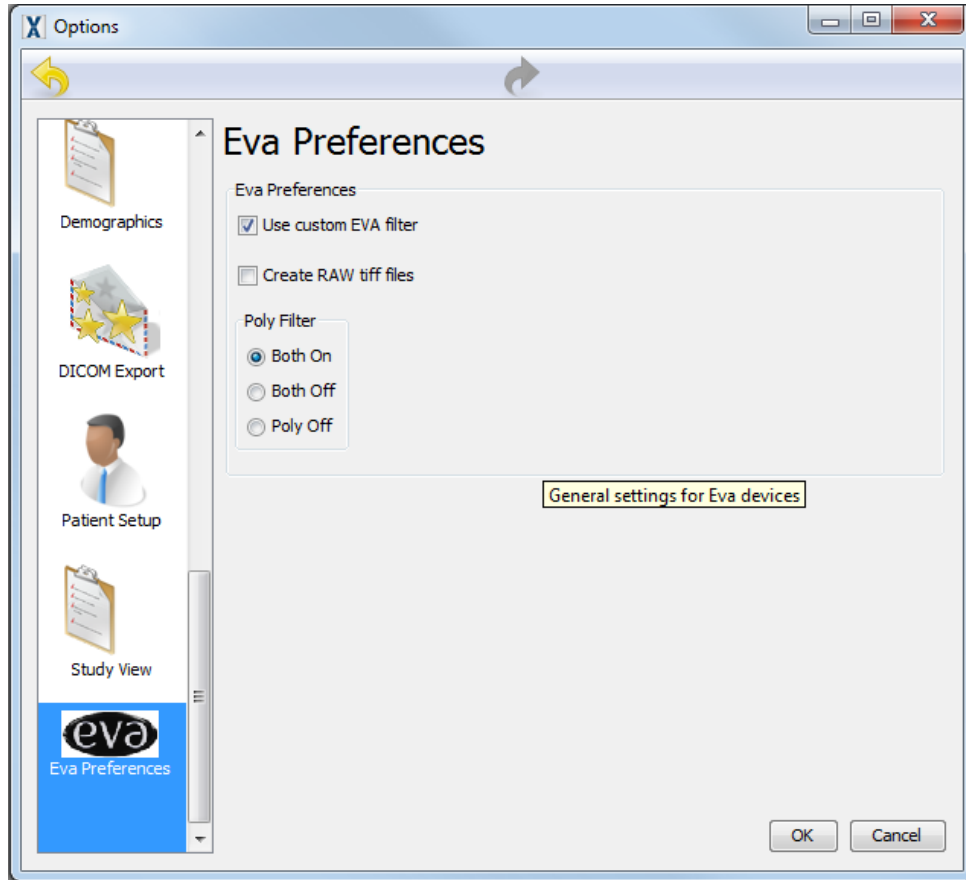 Options
Demographics
DICOM Export
Patient Setup
Study View
eva
Eva Preferences
Eva Preferences
Eva Preferences
Use custom EVA filter
Create RAW tiff files
Poly Filter
Both On
Both Off
Poly Off
General settings for Eva devices
OK
Cancel